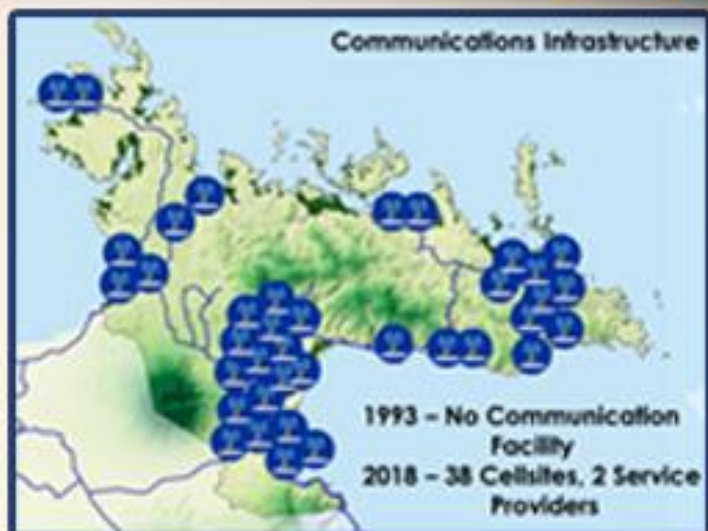 Communications Infrastructure
1993 – No Communication
Facility
2018 – 38 Cellsites, 2 Service
Providers